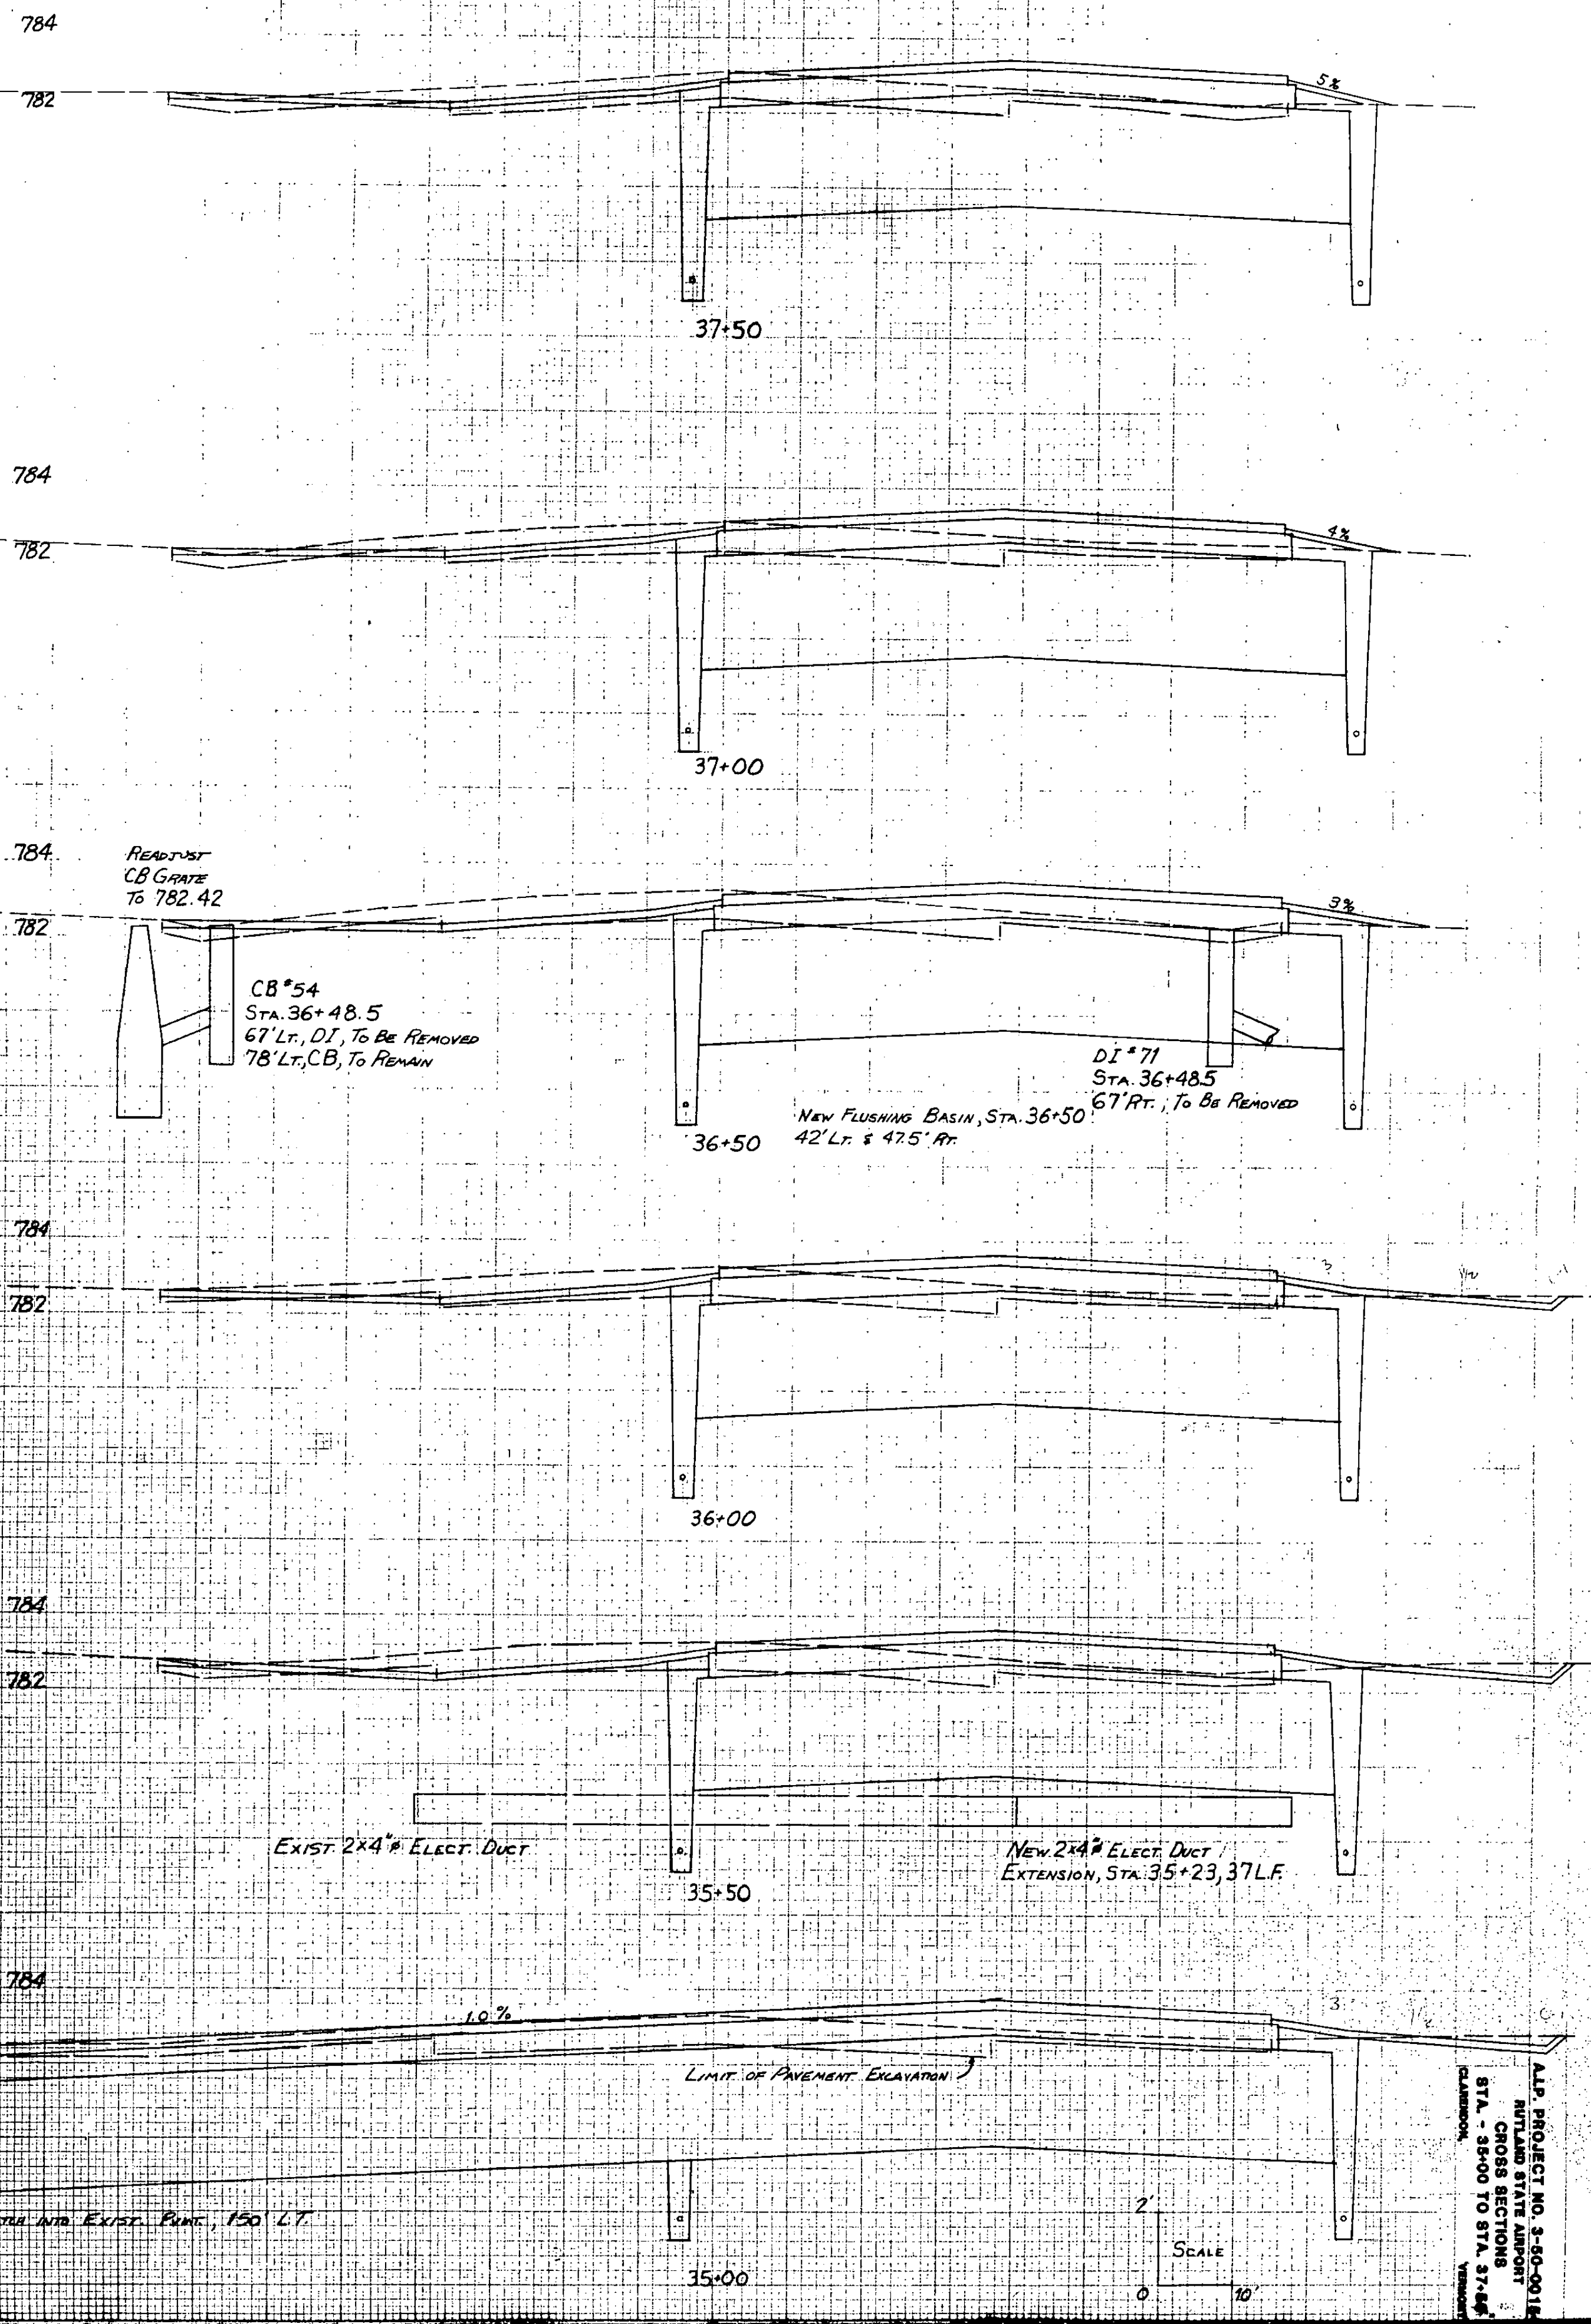 784
782
5%
37+50
784
782
4%
37+00
784
READJUST
CB GRATE
TO 782.42
782
3%
CB #54
STA. 36+48.5
67' LT., DI, TO BE REMOVED
78' LT., CB, TO REMAIN
DI #71
STA. 36+48.5
67' RT., TO BE REMOVED
NEW FLUSHING BASIN, STA. 36+50
42' LT. & 47.5' RT.
36+50
784
782
3
36+00
784
782
EXIST. 2×4"ø ELECT. DUCT
NEW 2×4"ø ELECT. DUCT
EXTENSION, STA. 35+23, 37 L.F.
35+50
784
1.0%
3
LIMIT OF PAVEMENT EXCAVATION
INTO EXIST. PVMT., 150' LT.
35+00
2'
SCALE
0
10'
A.I.P. PROJECT NO. 3-50-0015
RUTLAND STATE AIRPORT
CROSS SECTIONS
STA. - 35+00 TO STA. 37+50
CLARENDON, VERMONT